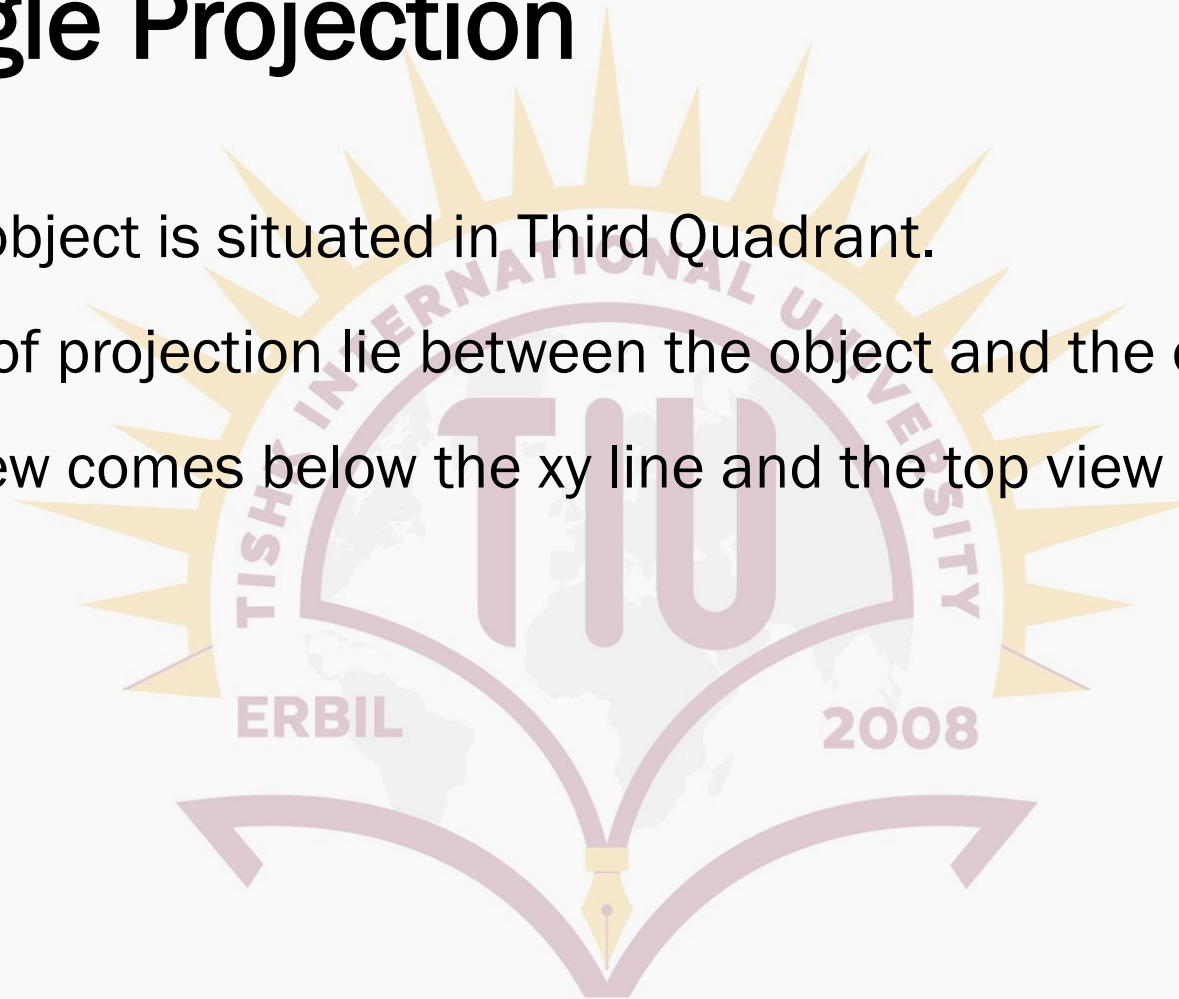 gle Projection
object is situated in Third Quadrant.
of projection lie between the object and the
ew comes below the xy line and the top view
TISHK INTERNATIONAL UNIVERSITY
TIU
ERBIL
2008